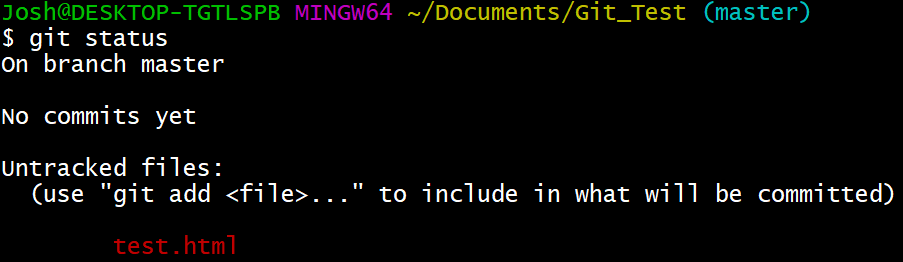 Josh@DESKTOP-TGTLSPB MINGW64 ~/Documents/Git_Test (master)
$ git status
On branch master
No commits yet
Untracked files:
(use "git add <file>..." to include in what will be committed)
test.html